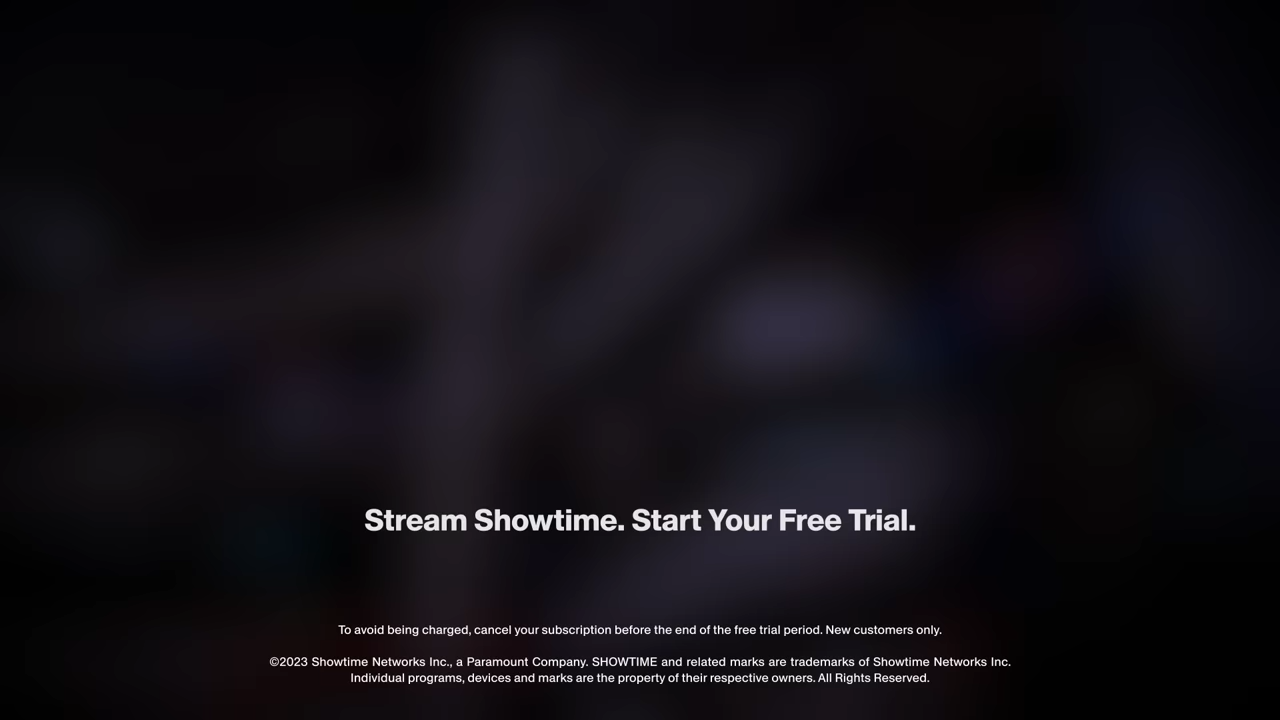 Stream Showtime. Start Your Free Trial.
To avoid being charged, cancel your subscription before the end of the free trial period. New customers only.
©2023 Showtime Networks Inc., a Paramount Company. SHOWTIME and related marks are trademarks of Showtime Networks Inc.
Individual programs, devices and marks are the property of their respective owners. All Rights Reserved.